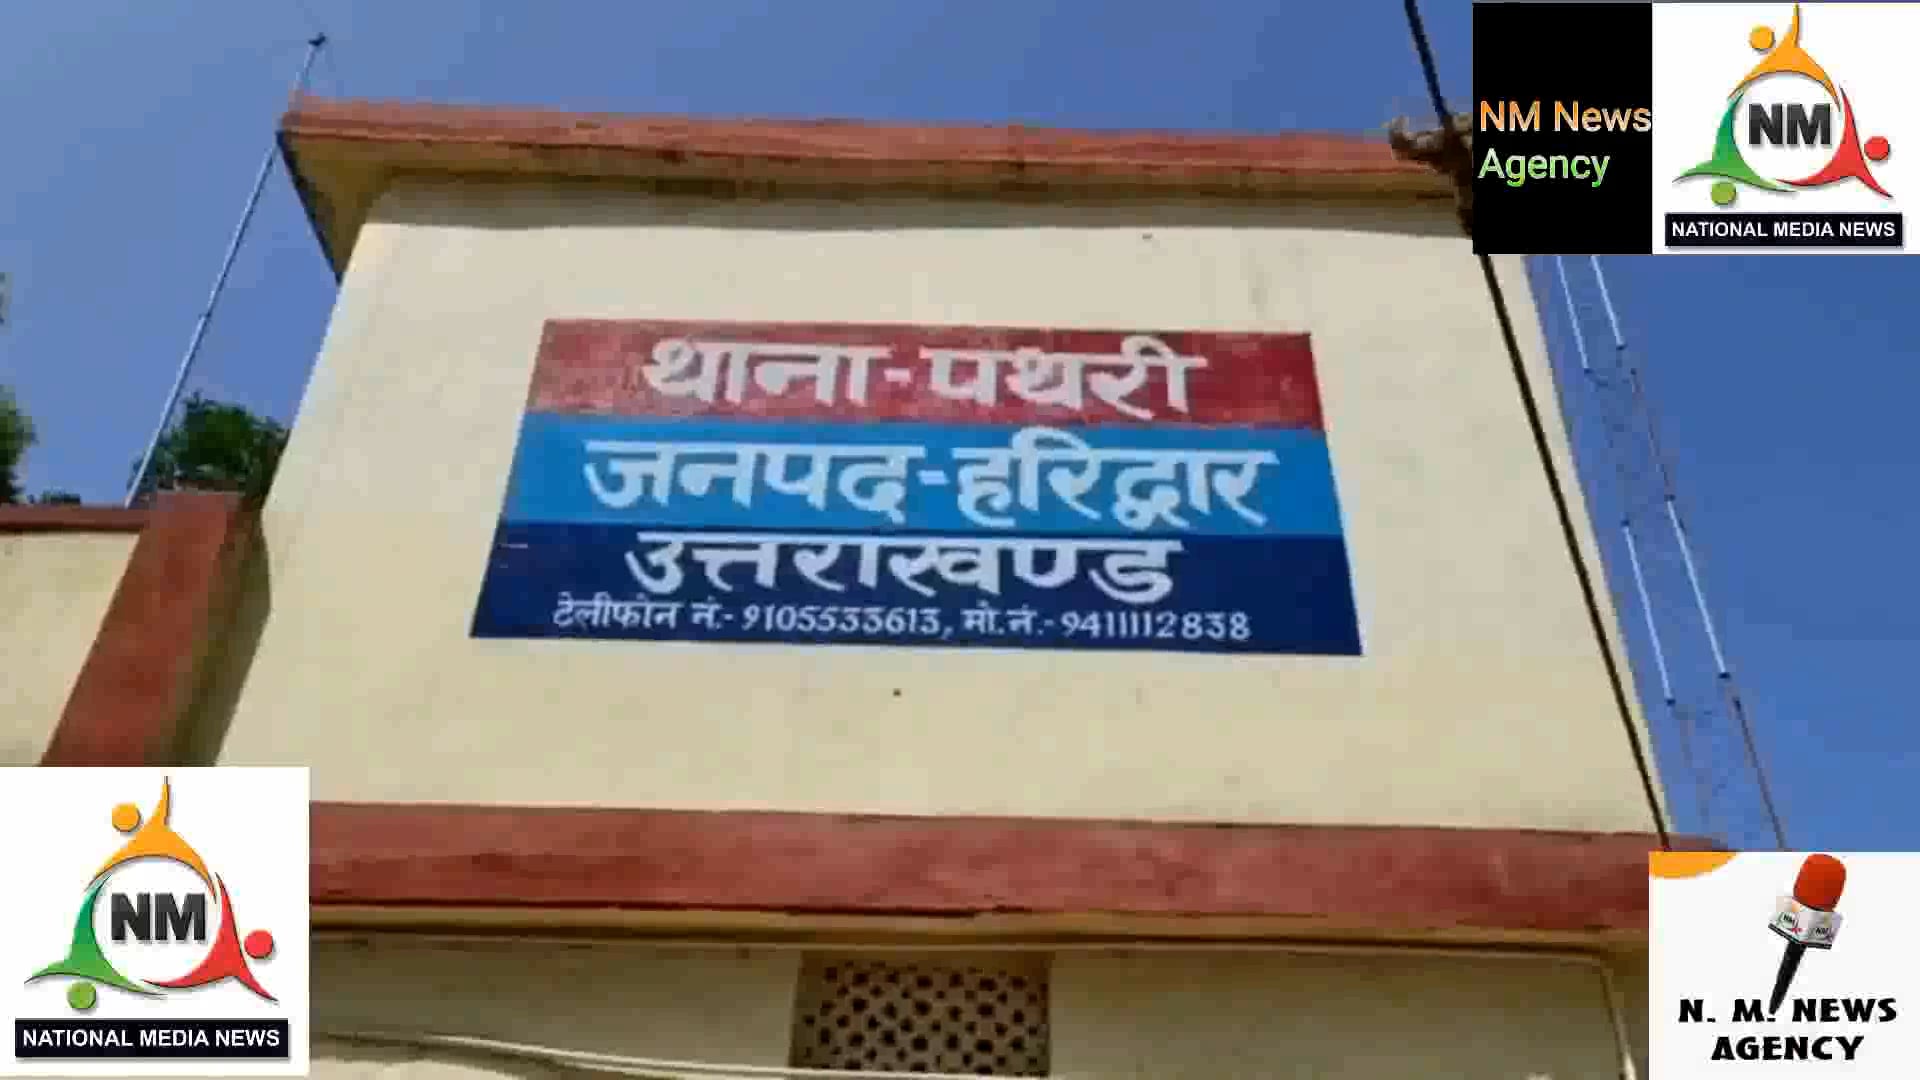 NM News
Agency
NM
NATIONAL MEDIA NEWS
थाना-पथरी
जनपद-हरिद्वार
उत्तराखण्ड
टेलीफोन नं.- 9105533613, मो.नं.- 9411112838
NM
NATIONAL MEDIA NEWS
N. M. NEWS
AGENCY